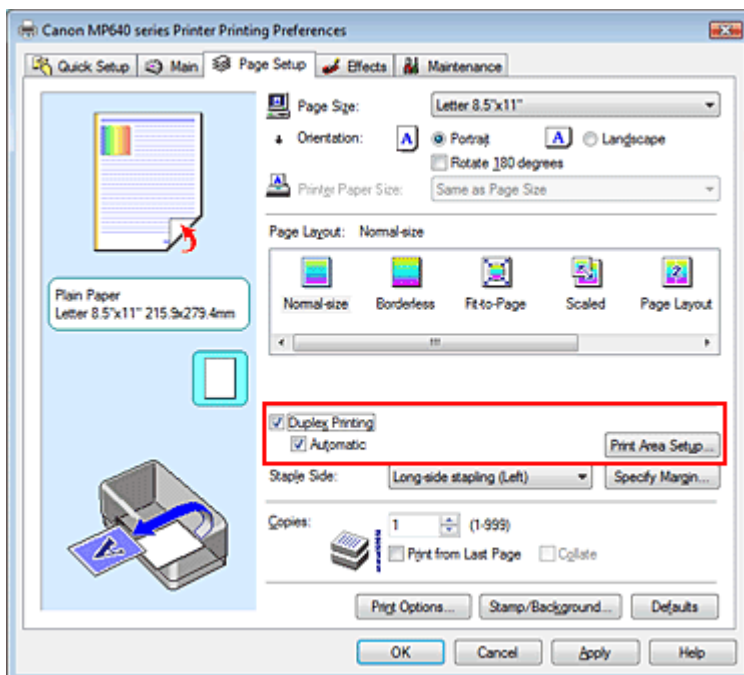 Canon MP640 series Printer Printing Preferences
Quick Setup Main Page Setup Effects Maintenance
Page Size: Letter 8.5"x11"
Orientation: A Portrait A Landscape
Rotate 180 degrees
Printer Paper Size: Same as Page Size
Page Layout: Normal-size
Normal-size Borderless Fit-to-Page Scaled Page Layout
Plain Paper
Letter 8.5"x11" 215.9x279.4mm
Duplex Printing
Automatic Print Area Setup...
Staple Side: Long-side stapling (Left) Specify Margin...
Copies: 1 (1-999)
Print from Last Page Collate
Print Options... Stamp/Background... Defaults
OK Cancel Apply Help